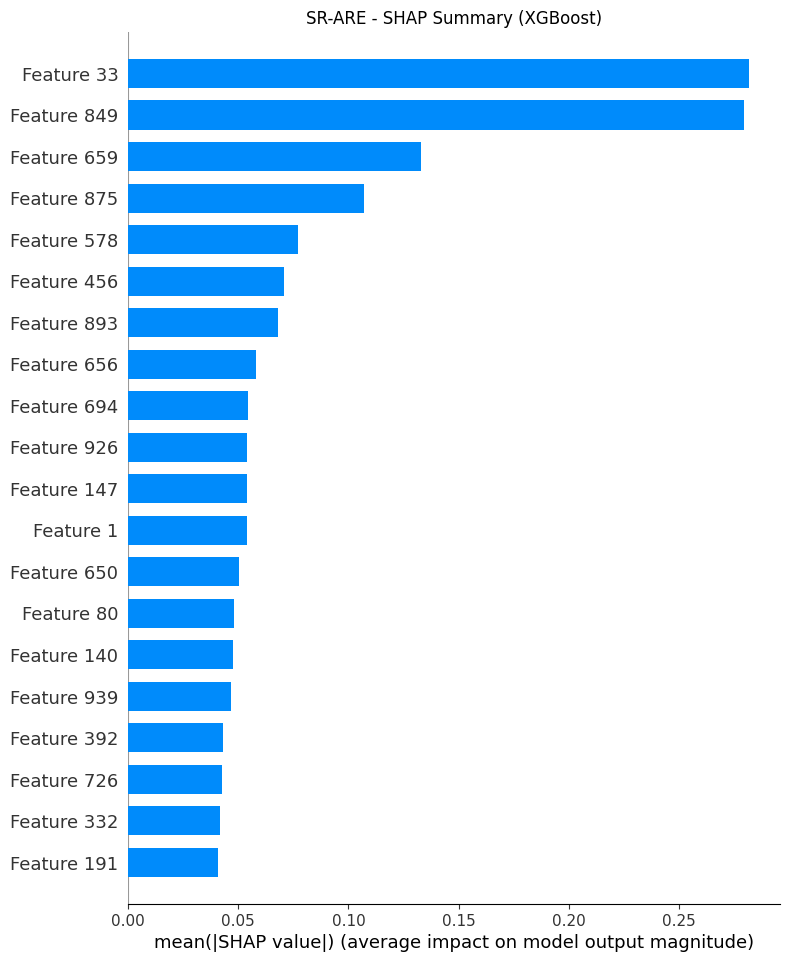 SR-ARE - SHAP Summary (XGBoost)
Feature 33
Feature 849
Feature 659
Feature 875
Feature 578
Feature 456
Feature 893
Feature 656
Feature 694
Feature 926
Feature 147
Feature 1
Feature 650
Feature 80
Feature 140
Feature 939
Feature 392
Feature 726
Feature 332
Feature 191
0.00 0.05 0.10 0.15 0.20 0.25
mean(|SHAP value|) (average impact on model output magnitude)